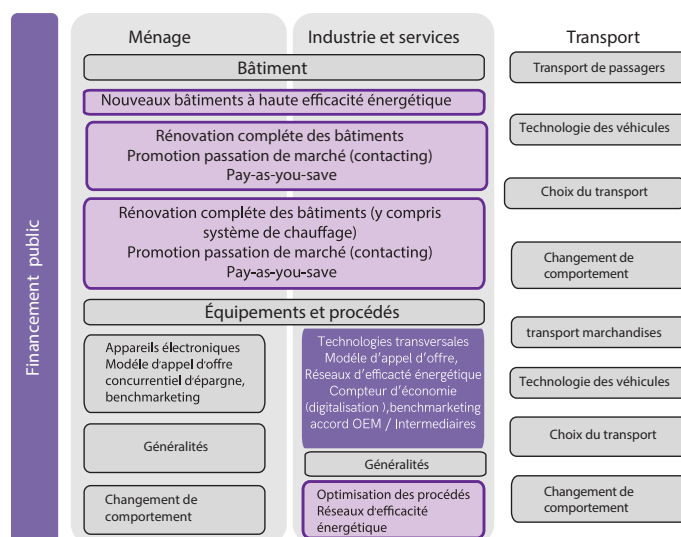 Financement public
Ménage
Industrie et services
Transport
Bâtiment
Nouveaux bâtiments à haute efficacité énergétique
Rénovation compléte des bâtiments
Promotion passation de marché (contacting)
Pay-as-you-save
Rénovation compléte des bâtiments (y compris
système de chauffage)
Promotion passation de marché (contacting)
Pay-as-you-save
Équipements et procédés
Appareils électroniques
Modéle d'appel d'offre
concurrentiel d'épargne,
benchmarketing
Généralités
Changement de
comportement
Technologies transversales
Modéle d'appel d'offre,
Réseaux d'efficacté énergétique
Compteur d'économie
(digitalisation ),benchmarketing
accord OEM / Intermediaires
Généralités
Optimisation des procédés
Réseaux d'efficacité
énergétique
Transport de passagers
Technologie des véhicules
Choix du transport
Changement de
comportement
transport marchandises
Technologie des véhicules
Choix du transport
Changement de
comportement